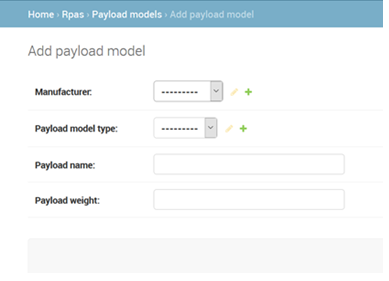 Home › Rpas › Payload models › Add payload model
Add payload model
Manufacturer: ---------
Payload model type: ---------
Payload name:
Payload weight: